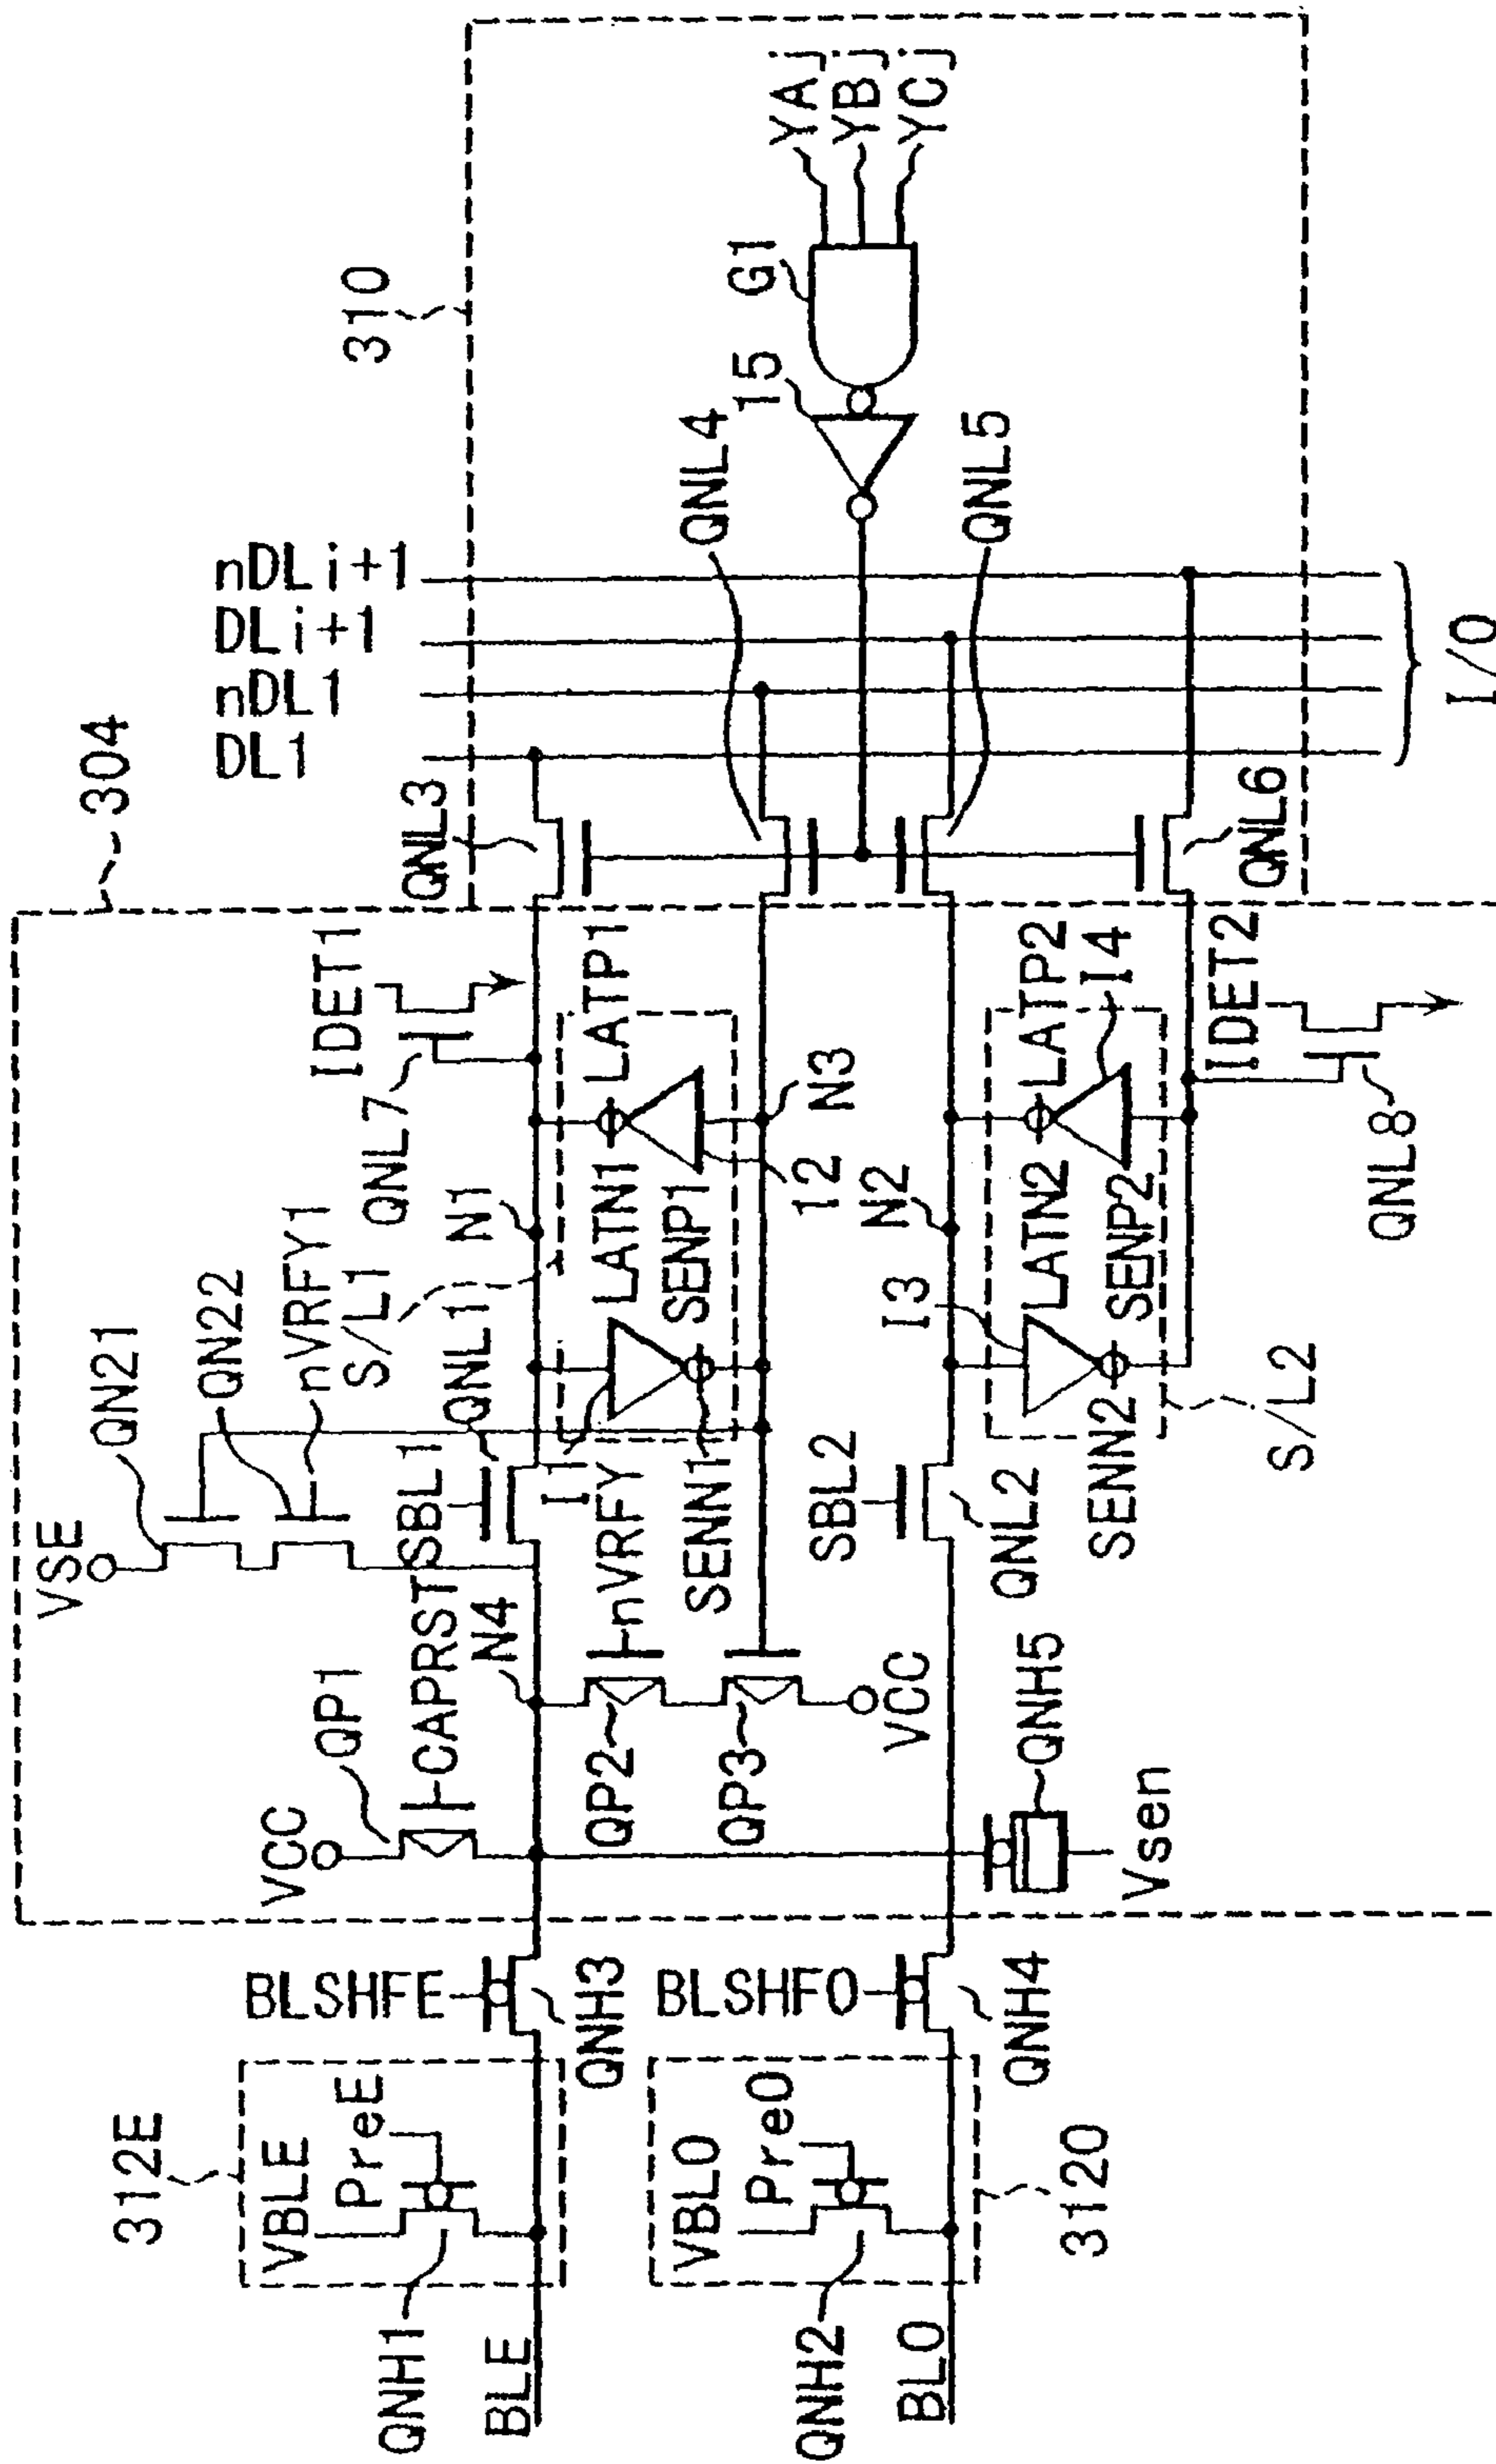 304
310
nDLi+1
DLi+1
nDL1
DL1
I/O
YAj
YBj
YCj
G1
15
QNL3
QNL4
QNL5
QNL6
VSE
QN21
QN22
nVRFY1
S/L1
QNL7
IDET1
N1
QNL1
SBL1
I1
LATN1
LATP1
SENP1
SENN1
12
N3
VCC
QP1
CAPRST
N4
nVRFY
QP2
QP3
VCC
SBL2
QNL2
N2
I3
LATN2
LATP2
I4
SENP2
SENN2
S/L2
IDET2
QNL8
QNH5
Vsen
BLSHFE
QNH3
BLSHFO
QNH4
312E
VBLE
PreE
QNH1
BLE
VBLO
PreO
312O
QNH2
BLO